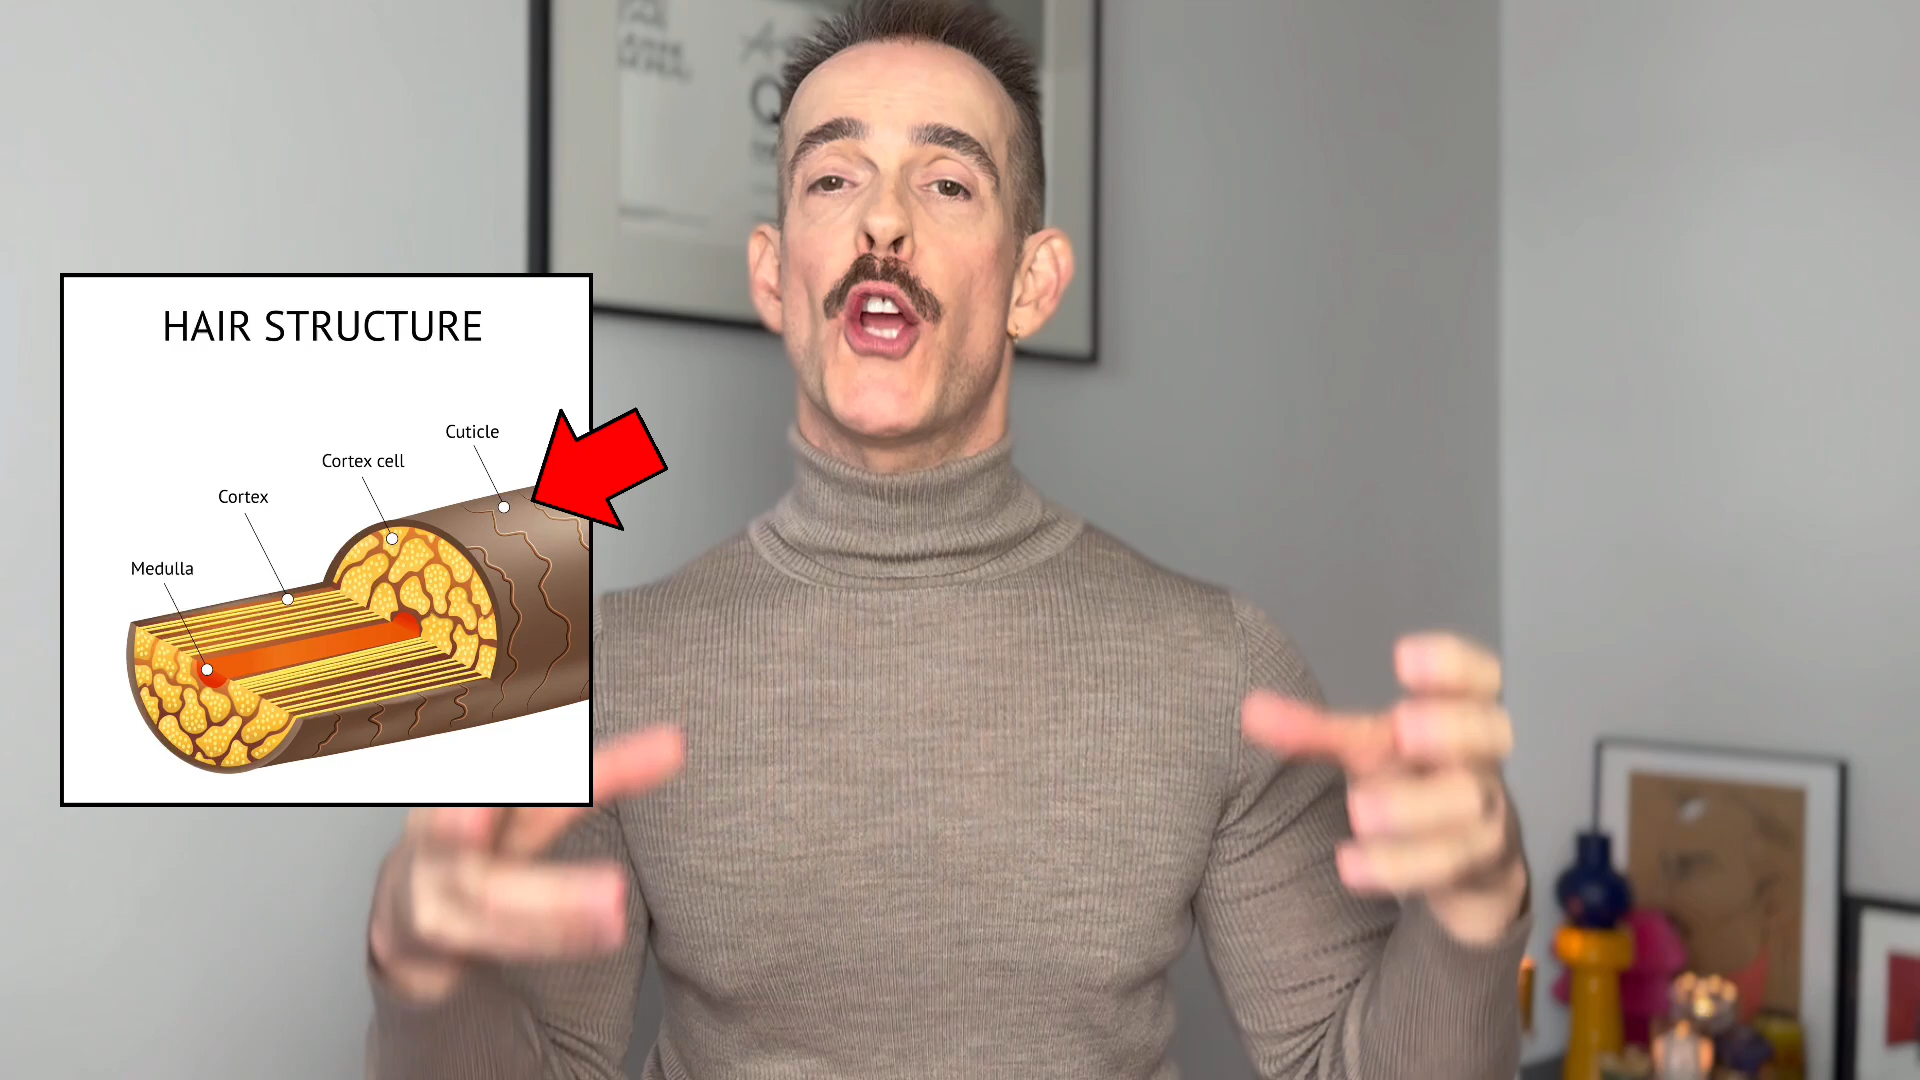 HAIR STRUCTURE
Cuticle
Cortex cell
Cortex
Medulla